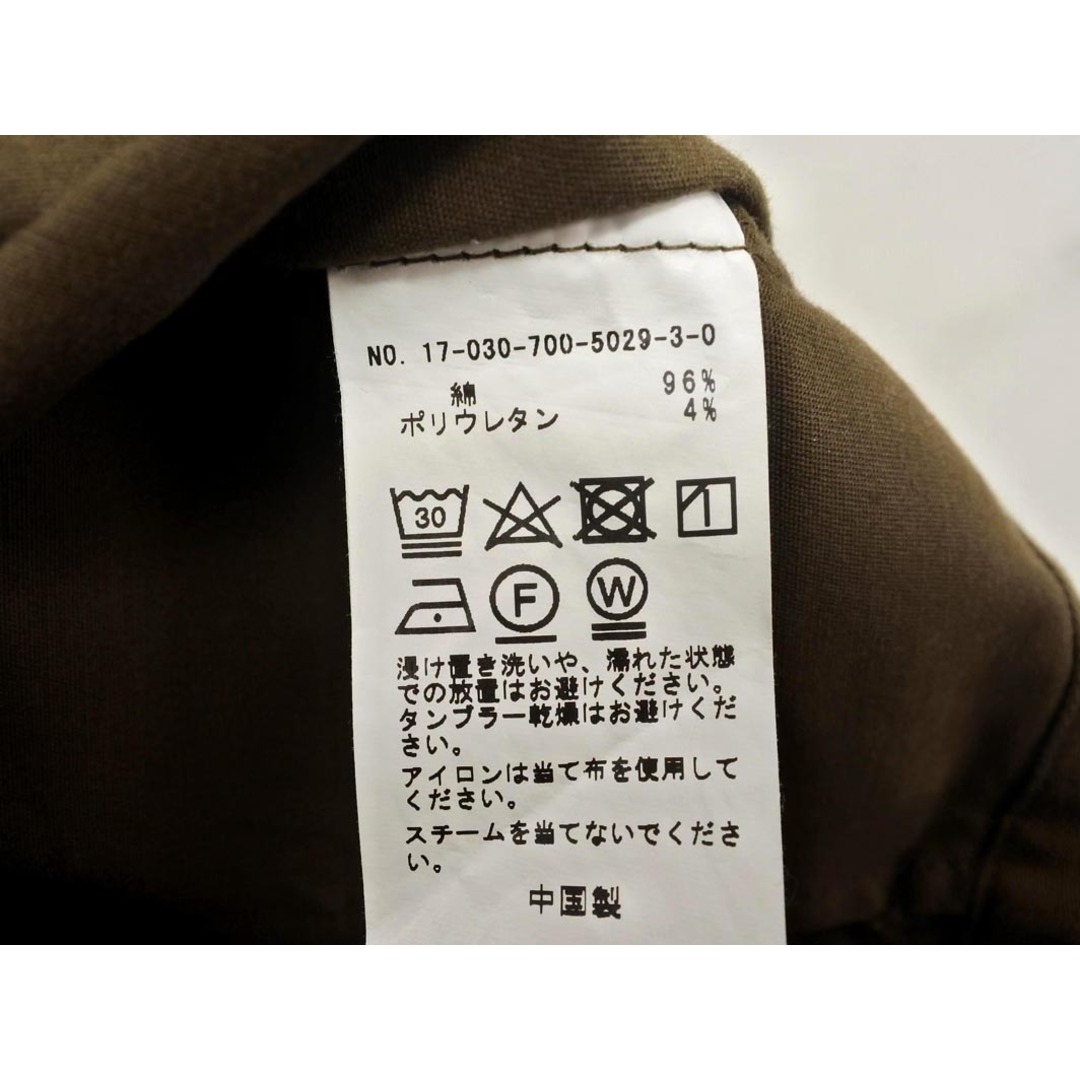 NO. 17-030-700-5029-3-0
綿 96%
ポリウレタン 4%
30
F W
浸け置き洗いや、濡れた状態
での放置はお避けください。
タンブラー乾燥はお避けくだ
さい。
アイロンは当て布を使用して
ください。
スチームを当てないでくださ
い。
中国製